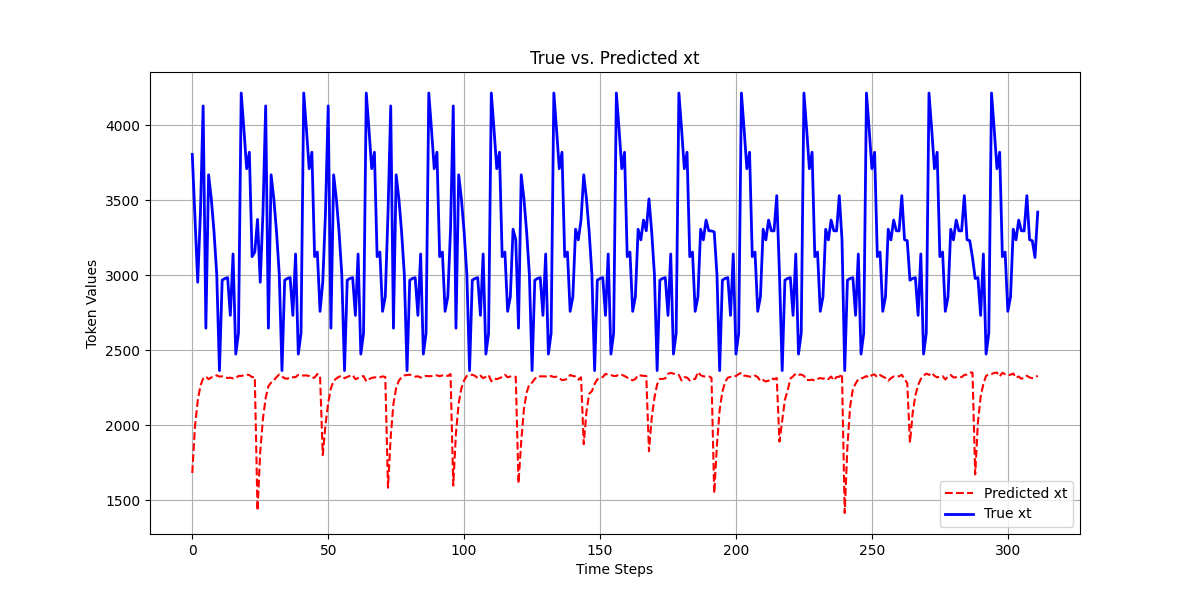 True vs. Predicted xt
Token Values
4000
3500
3000
2500
2000
1500
0
50
100
150
200
250
300
Time Steps
Predicted xt
True xt